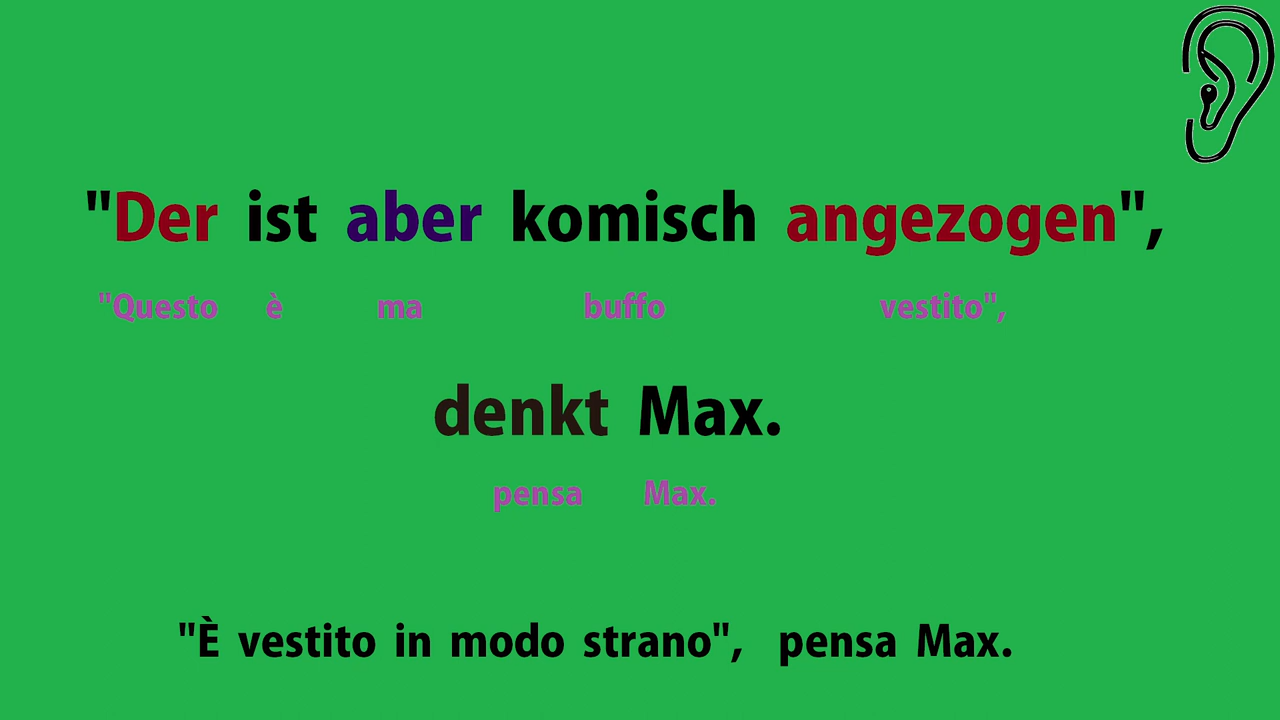 "Der ist aber komisch angezogen",
"Questo è ma buffo vestito",
denkt Max.
pensa Max.
"È vestito in modo strano", pensa Max.